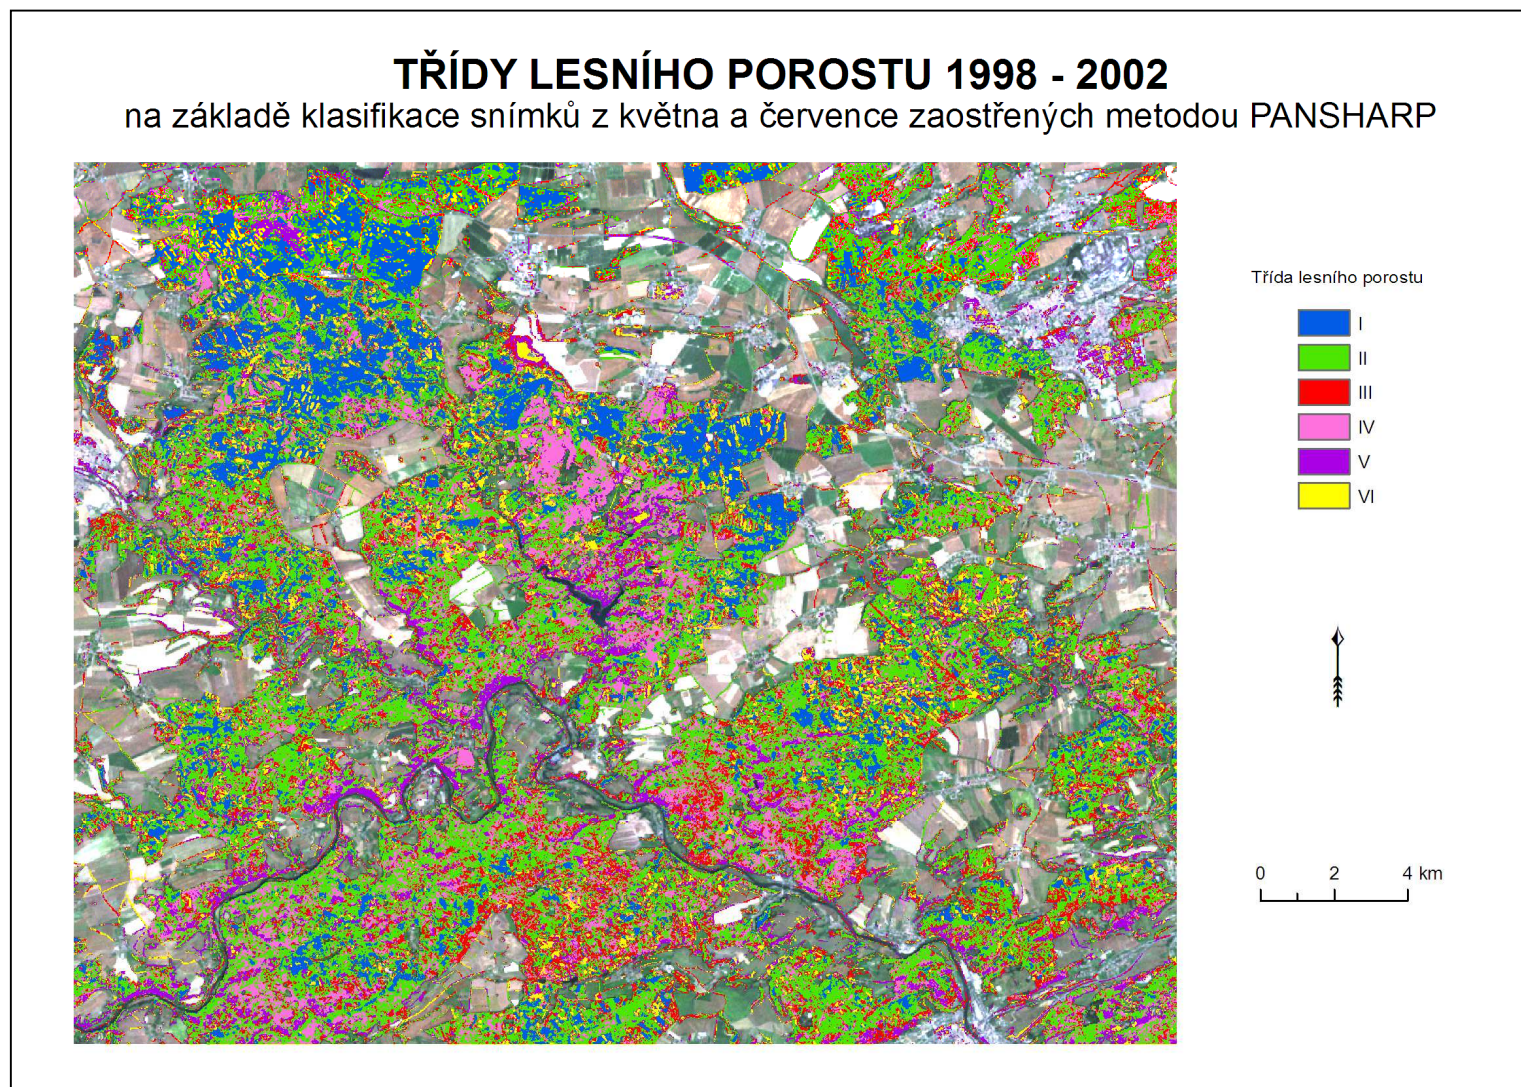 TŘÍDY LESNÍHO POROSTU 1998 - 2002
na základě klasifikace snímků z května a července zaostřených metodou PANSHARP
Třída lesního porostu
I
II
III
IV
V
VI
0 2 4 km